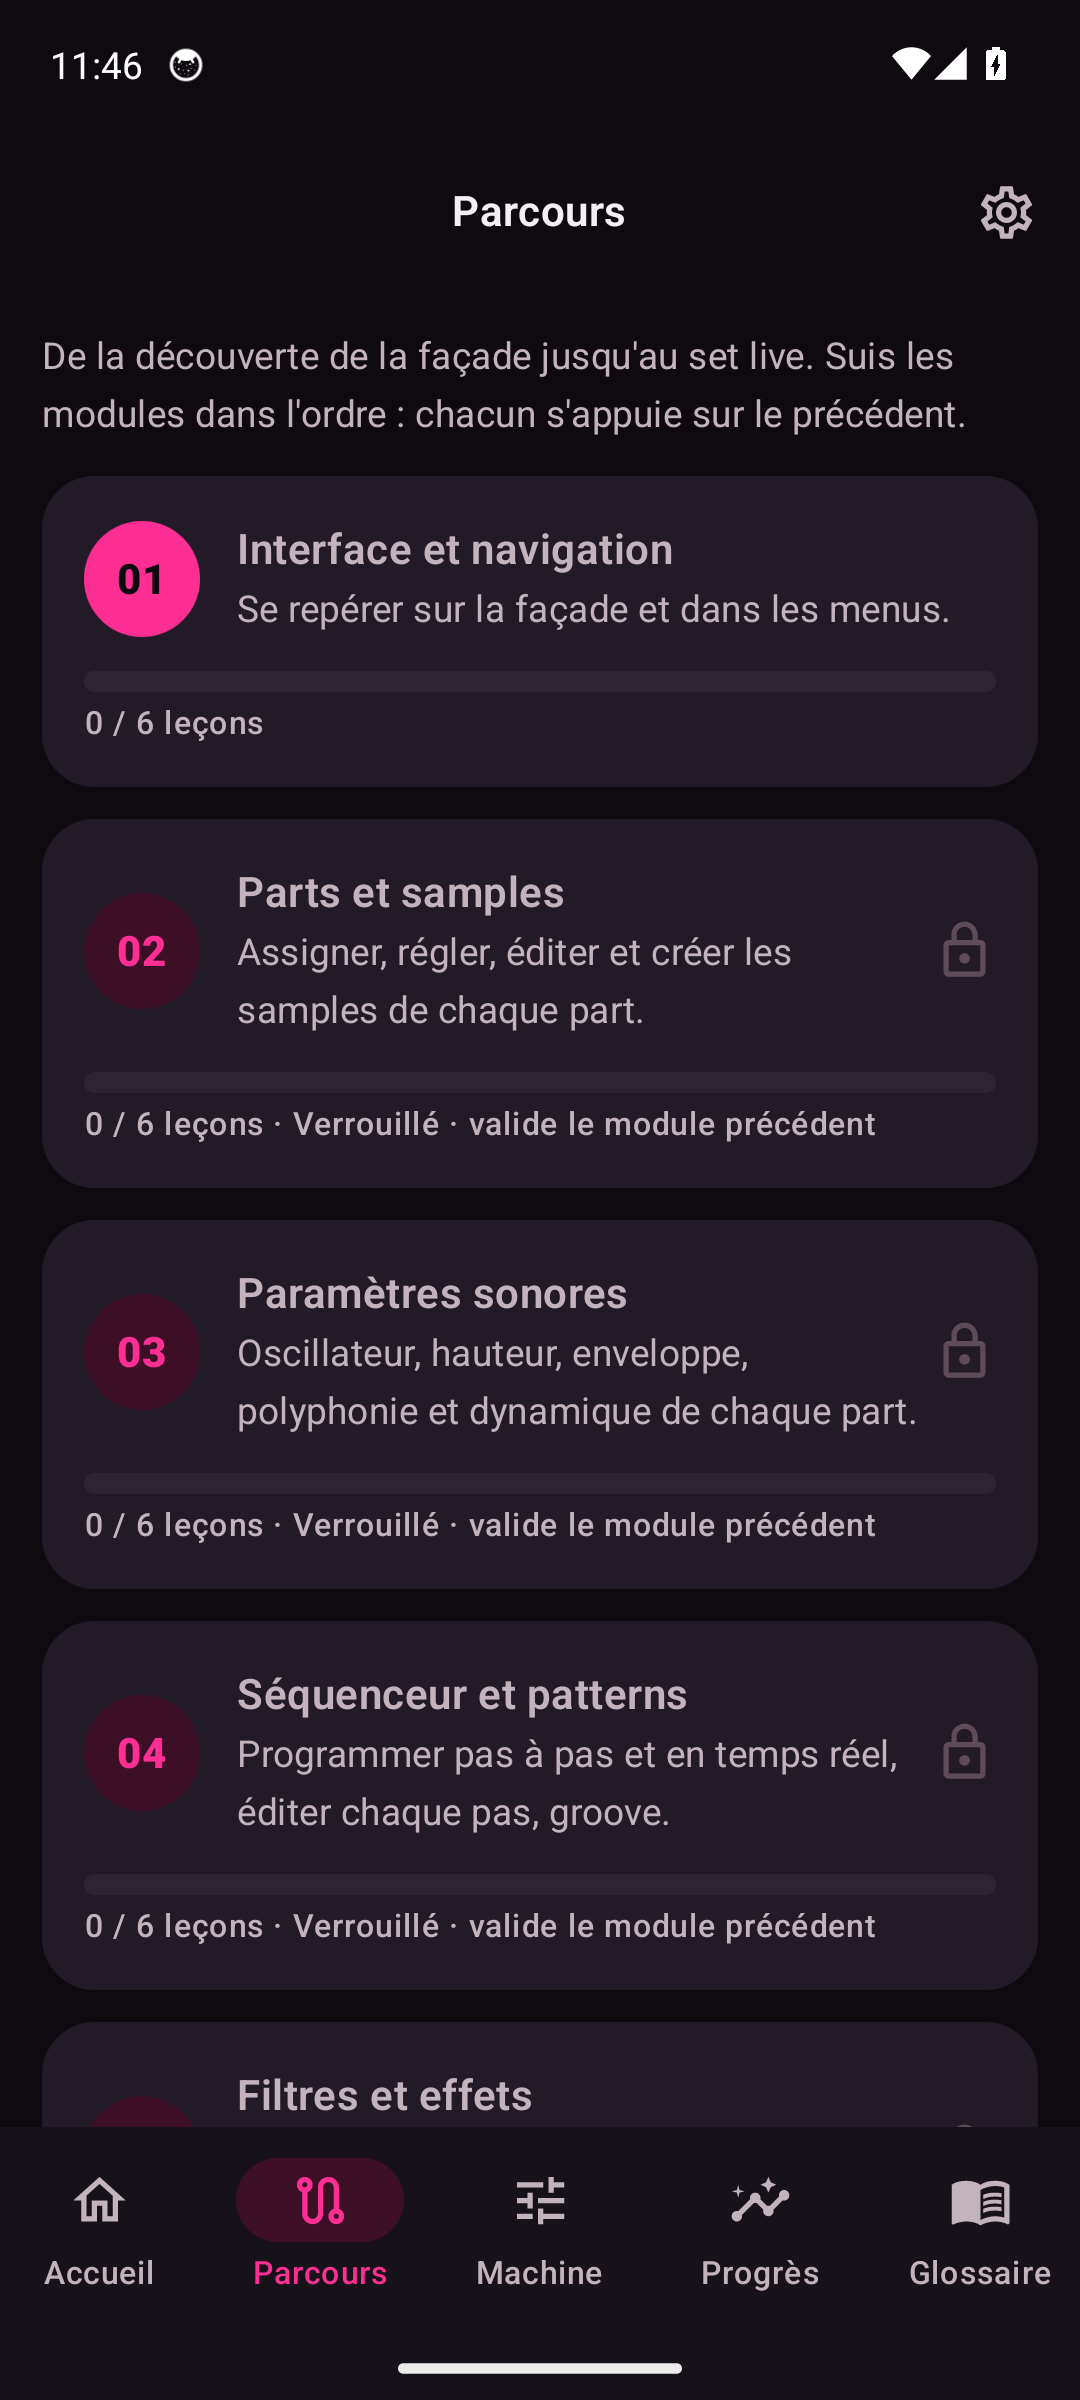 11:46
Parcours
De la découverte de la façade jusqu'au set live. Suis les
modules dans l'ordre : chacun s'appuie sur le précédent.
01
Interface et navigation
Se repérer sur la façade et dans les menus.
0 / 6 leçons
02
Parts et samples
Assigner, régler, éditer et créer les
samples de chaque part.
0 / 6 leçons · Verrouillé · valide le module précédent
03
Paramètres sonores
Oscillateur, hauteur, enveloppe,
polyphonie et dynamique de chaque part.
0 / 6 leçons · Verrouillé · valide le module précédent
04
Séquenceur et patterns
Programmer pas à pas et en temps réel,
éditer chaque pas, groove.
0 / 6 leçons · Verrouillé · valide le module précédent
Filtres et effets
Accueil
Parcours
Machine
Progrès
Glossaire